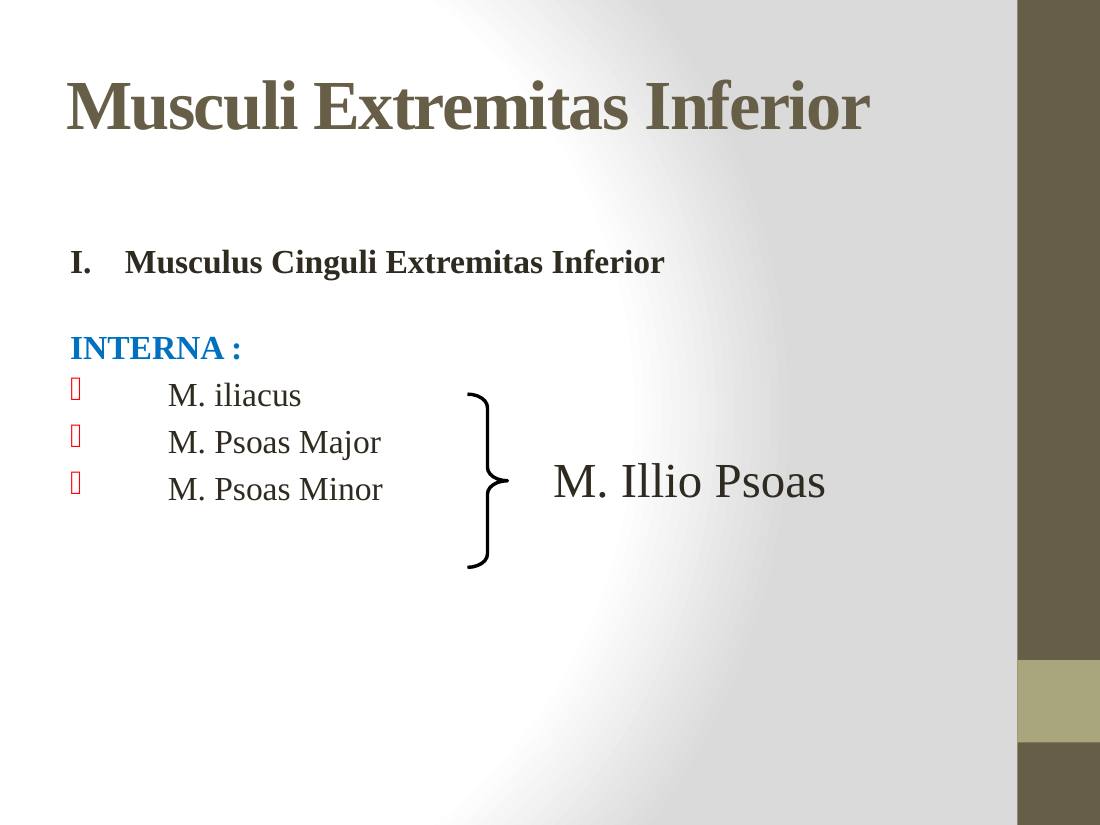 Musculi Extremitas Inferior
I. Musculus Cinguli Extremitas Inferior
INTERNA :
M. iliacus
M. Psoas Major
M. Psoas Minor
M. Illio Psoas